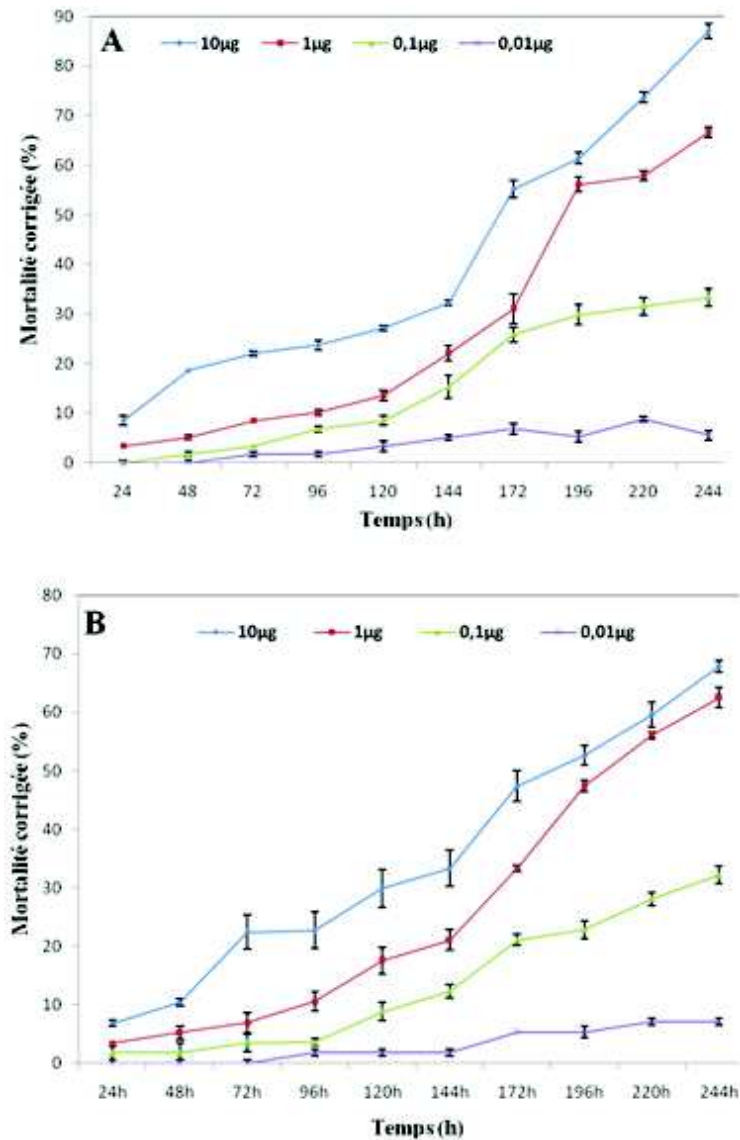 90
A
10µg 1µg 0,1µg 0,01µg
80
70
60
50
40
30
20
10
0
Mortalité corrigée (%)
24 48 72 96 120 144 172 196 220 244
Temps (h)
80
B
10µg 1µg 0,1µg 0,01µg
70
60
50
40
30
20
10
0
Mortalité corrigée (%)
24h 48h 72h 96h 120h 144h 172h 196h 220h 244h
Temps (h)